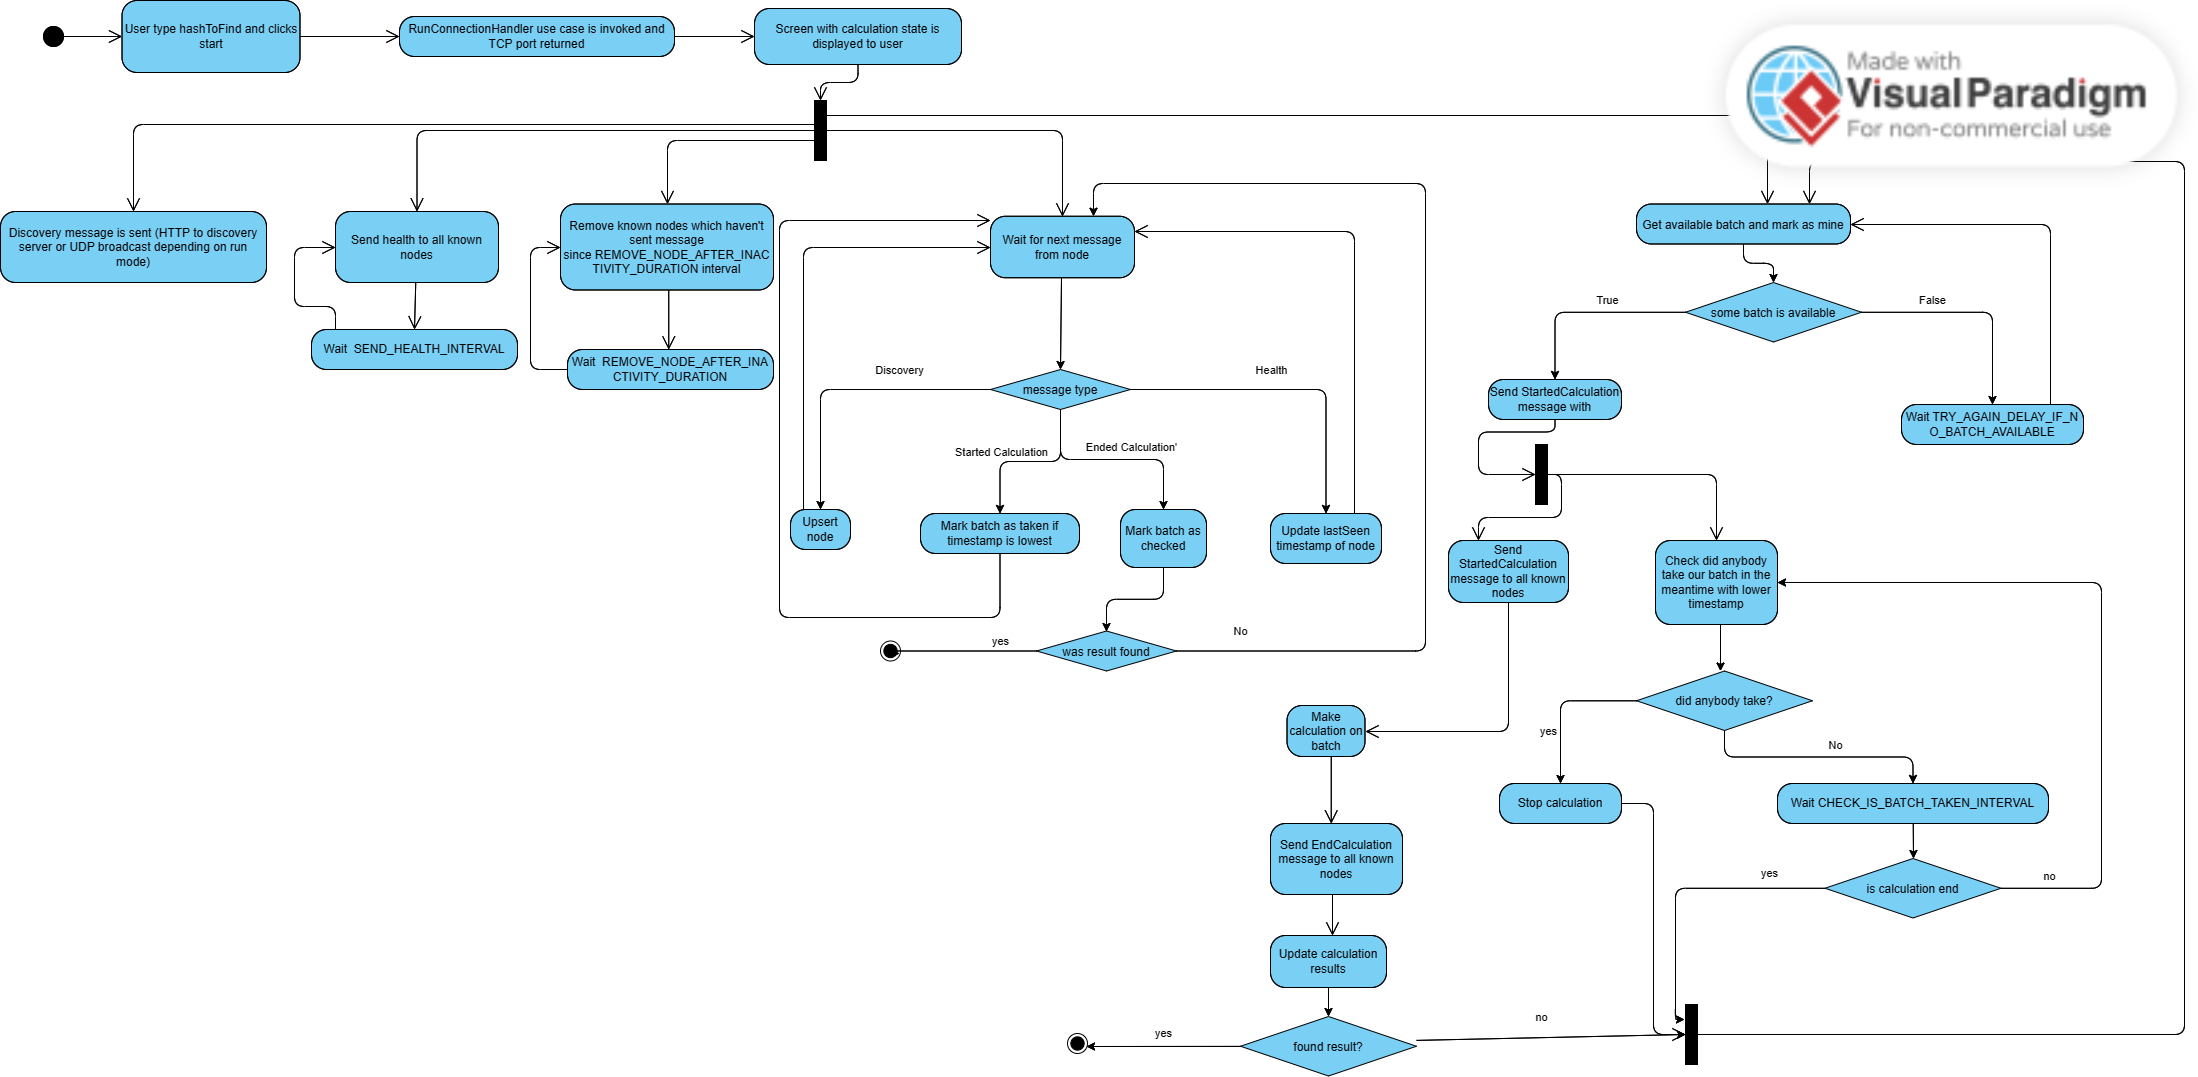 User type hashToFind and clicks
start
RunConnectionHandler use case is invoked and
TCP port returned
Screen with calculation state is
displayed to user
Made with
Visual Paradigm
For non-commercial use
Discovery message is sent (HTTP to discovery
server or UDP broadcast depending on run
mode)
Send health to all known
nodes
Wait  SEND_HEALTH_INTERVAL
Remove known nodes which haven't
sent message
since REMOVE_NODE_AFTER_INAC
TIVITY_DURATION interval
Wait  REMOVE_NODE_AFTER_INA
CTIVITY_DURATION
Wait for next message
from node
message type
Discovery
Health
Started Calculation
Ended Calculation'
Upsert
node
Mark batch as taken if
timestamp is lowest
Mark batch as
checked
Update lastSeen
timestamp of node
was result found
yes
No
Get available batch and mark as mine
some batch is available
True
False
Send StartedCalculation
message with
Wait TRY_AGAIN_DELAY_IF_N
O_BATCH_AVAILABLE
Send
StartedCalculation
message to all known
nodes
Check did anybody
take our batch in the
meantime with lower
timestamp
did anybody take?
yes
No
Stop calculation
Wait CHECK_IS_BATCH_TAKEN_INTERVAL
is calculation end
yes
no
Make
calculation on
batch
Send EndCalculation
message to all known
nodes
Update calculation
results
found result?
yes
no